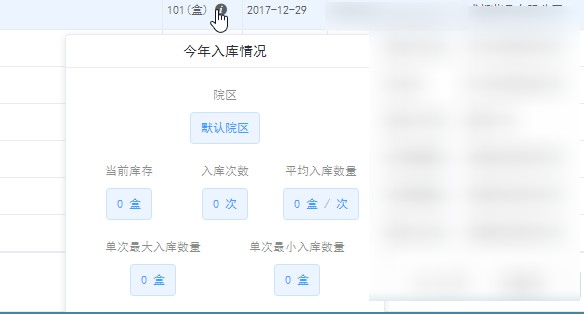 101(盒) 2017-12-29
今年入库情况
院区
默认院区
当前库存 入库次数 平均入库数量
0 盒 0 次 0 盒 / 次
单次最大入库数量 单次最小入库数量
0 盒 0 盒